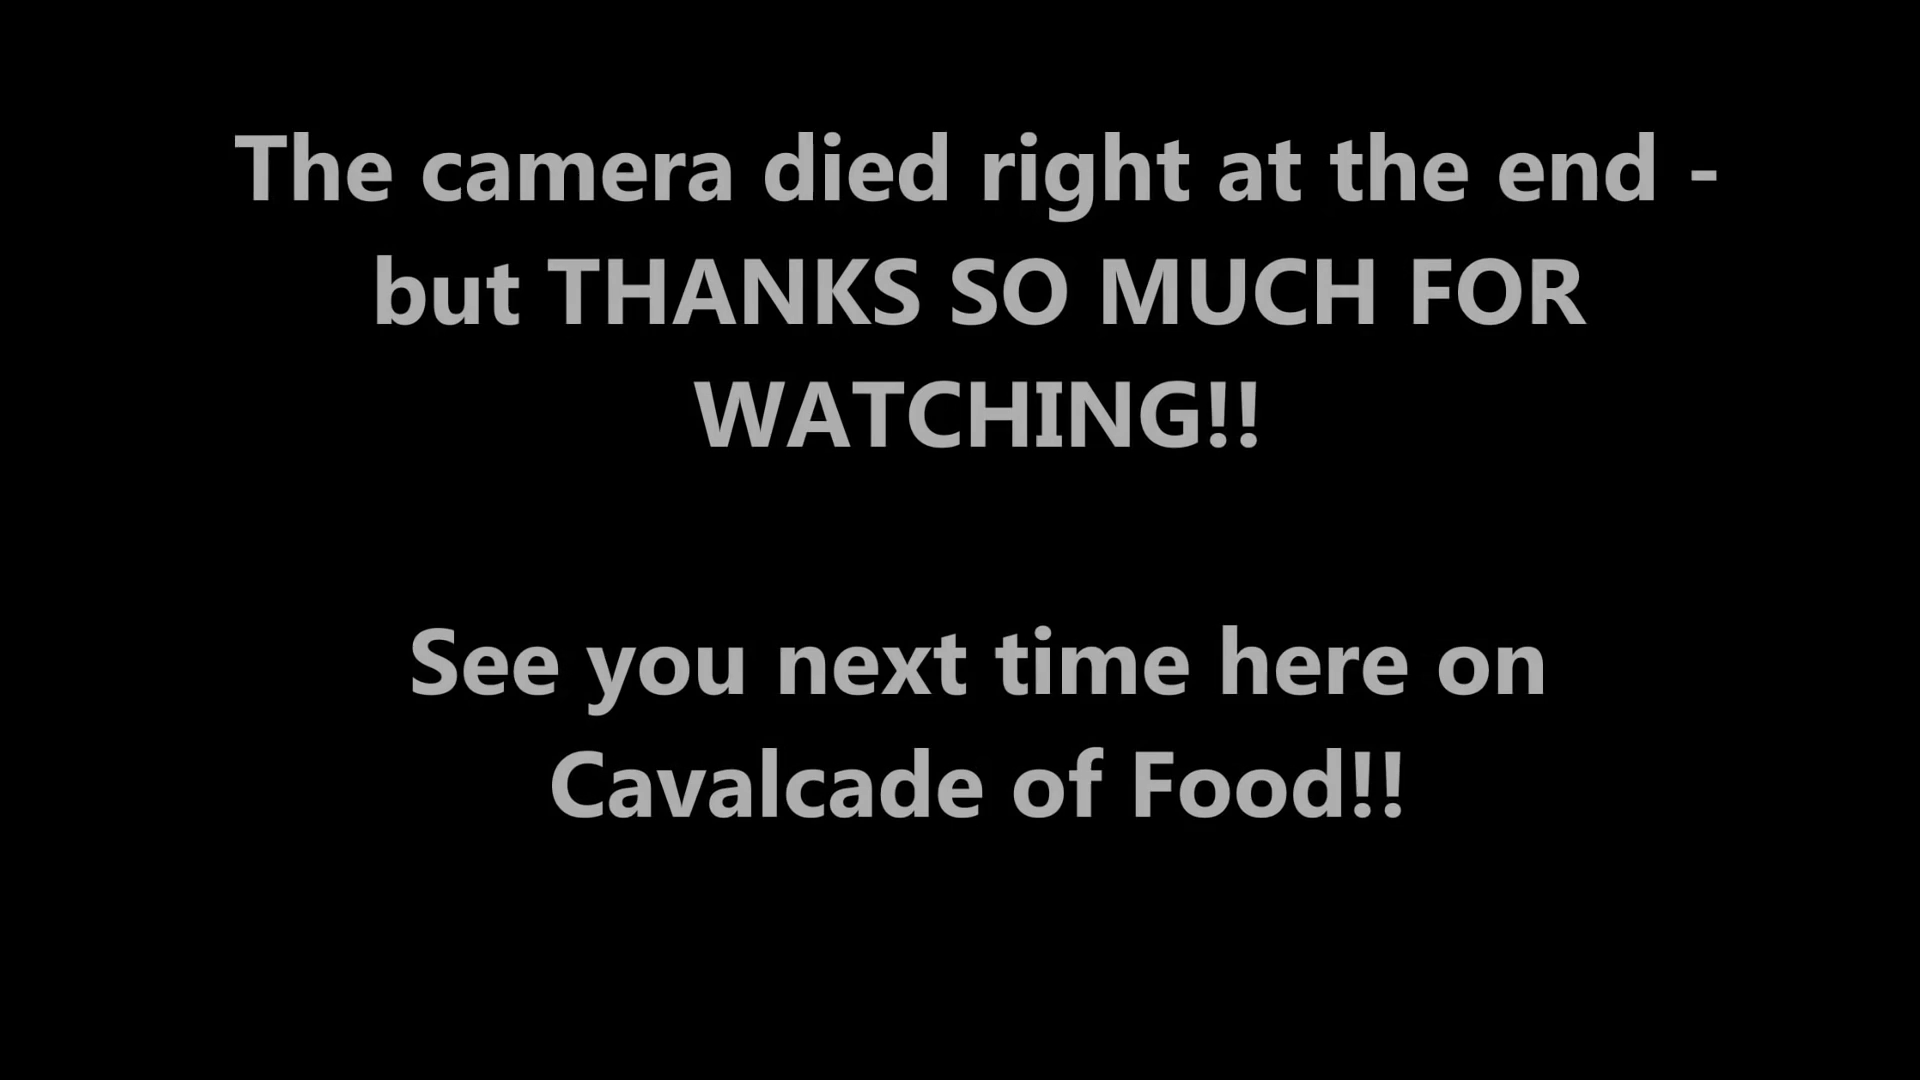 The camera died right at the end -
but THANKS SO MUCH FOR
WATCHING!!
See you next time here on
Cavalcade of Food!!